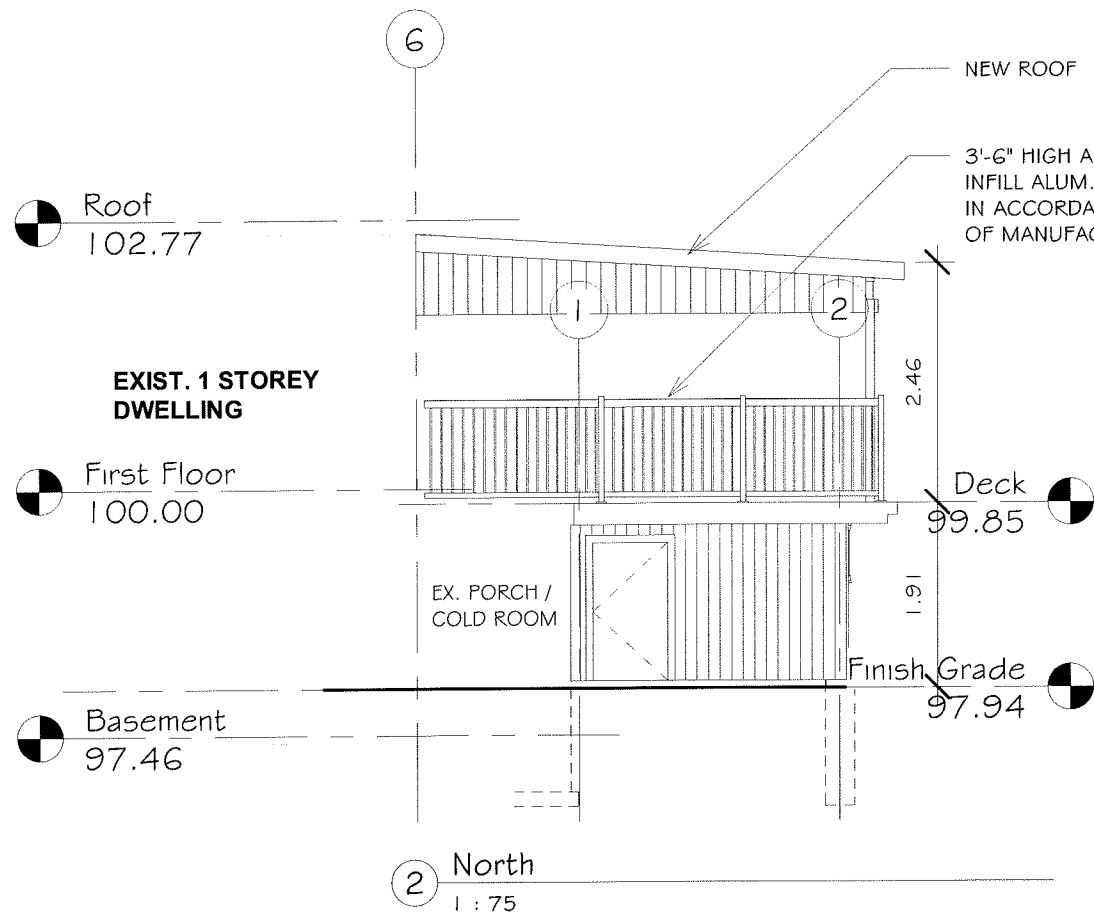 6
NEW ROOF
3'-6" HIGH A
INFILL ALUM.
IN ACCORDA
OF MANUFAC
Roof
102.77
1
2
2.46
EXIST. 1 STOREY
DWELLING
First Floor
100.00
Deck
99.85
EX. PORCH /
COLD ROOM
1.91
Finish Grade
97.94
Basement
97.46
2
North
1 : 75